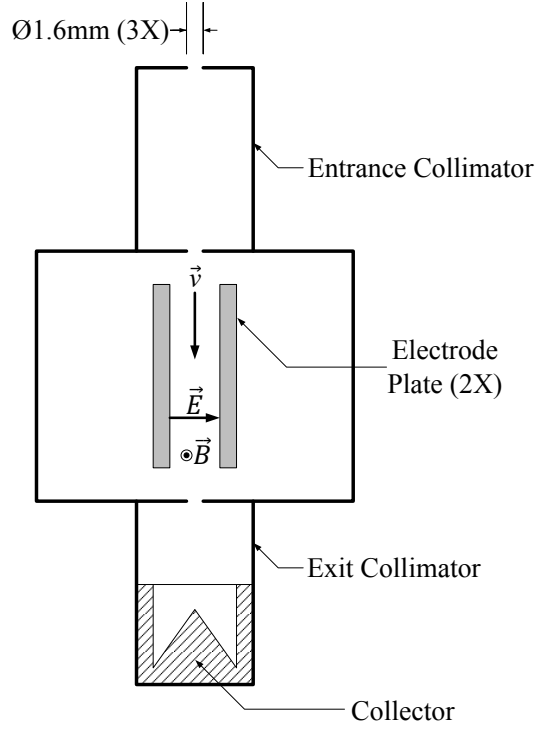 Ø1.6mm (3X)
Entrance Collimator
v⃗
Electrode
Plate (2X)
E⃗
B⃗
Exit Collimator
Collector